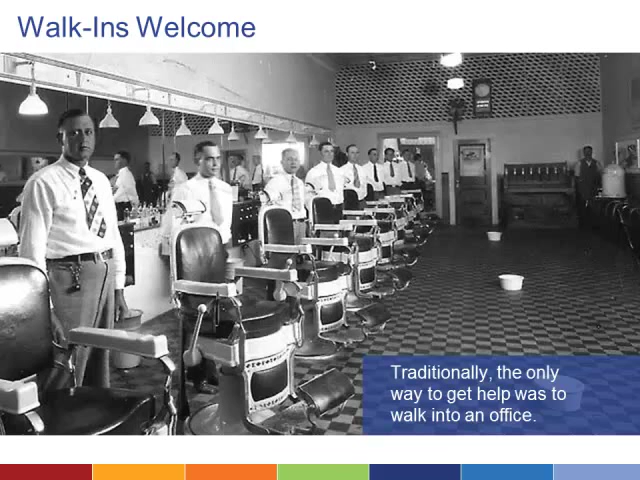 Walk-Ins Welcome
Traditionally, the only
way to get help was to
walk into an office.